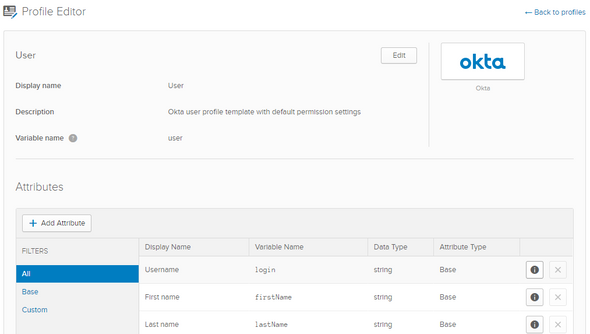 Profile Editor
← Back to profiles
User
Edit
okta
Okta
Display name User
Description Okta user profile template with default permission settings
Variable name ? user
Attributes
+ Add Attribute
FILTERS
All
Base
Custom
Display Name Variable Name Data Type Attribute Type
Username login string Base
First name firstName string Base
Last name lastName string Base